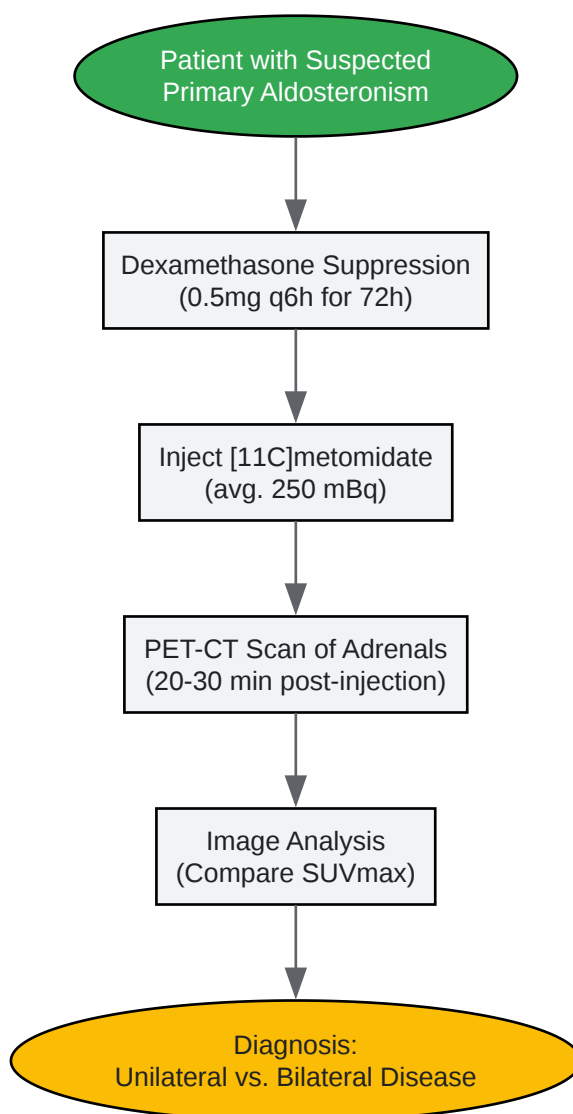 Patient with Suspected
Primary Aldosteronism
Dexamethasone Suppression
(0.5mg q6h for 72h)
Inject [11C]metomidate
(avg. 250 mBq)
PET-CT Scan of Adrenals
(20-30 min post-injection)
Image Analysis
(Compare SUVmax)
Diagnosis:
Unilateral vs. Bilateral Disease